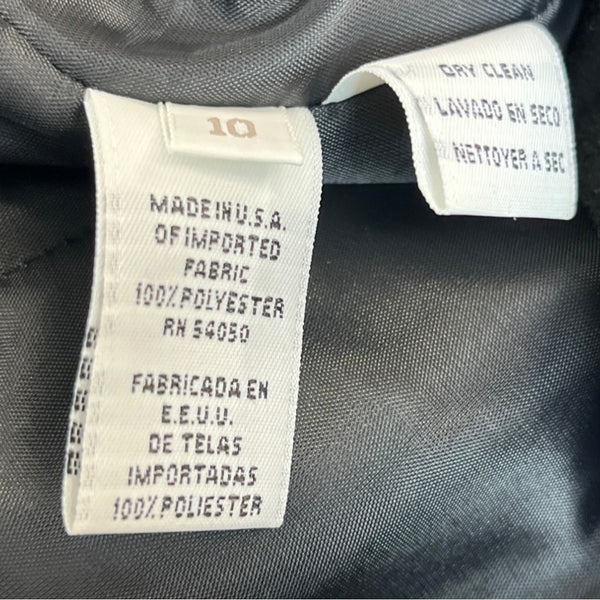 10
MADE IN U.S.A.
OF IMPORTED
FABRIC
100% POLYESTER
RN 54050
FABRICADA EN
E.E.U.U.
DE TELAS
IMPORTADAS
100% POLIESTER
DRY CLEAN
LAVADO EN SECO
NETTOYER A SEC